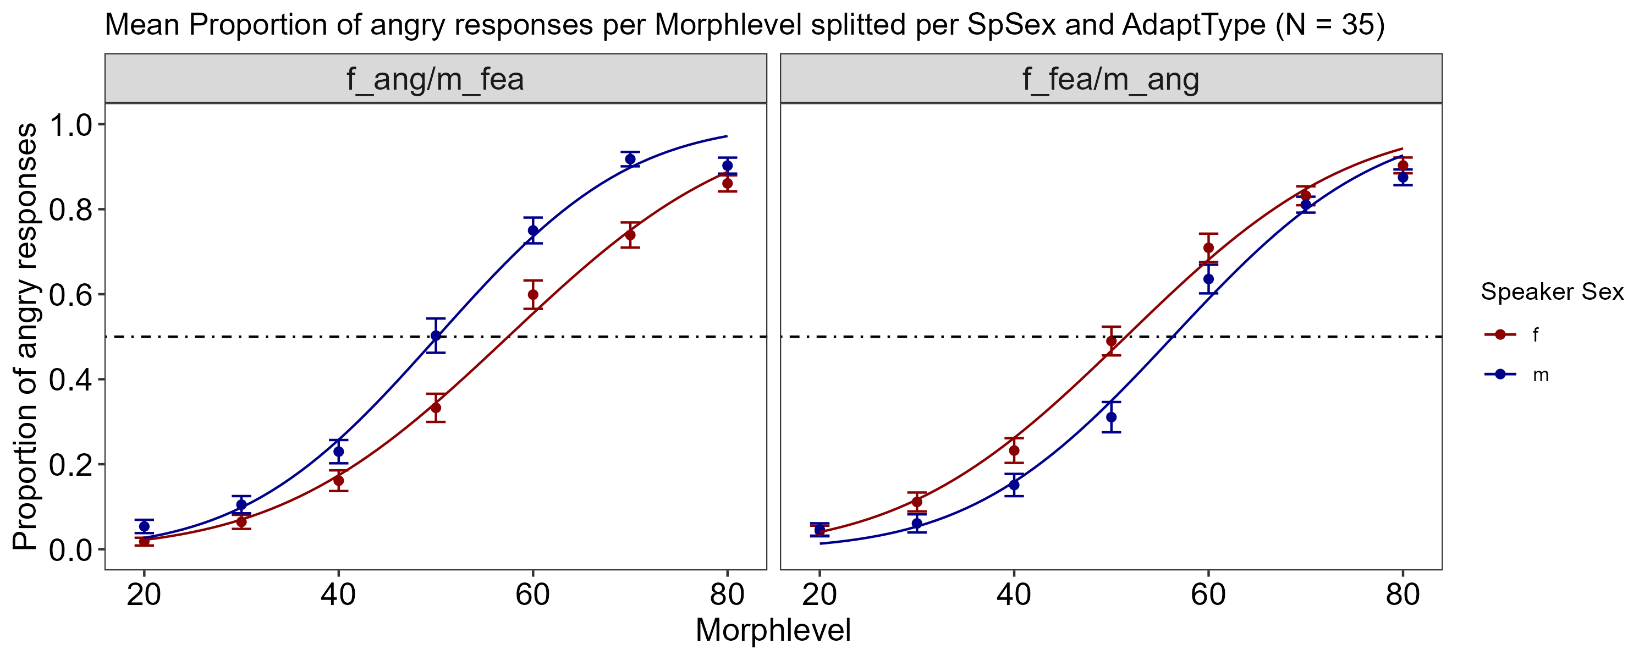 Mean Proportion of angry responses per Morphlevel splitted per SpSex and AdaptType (N = 35)
f_ang/m_fea
f_fea/m_ang
Proportion of angry responses
1.0
0.8
0.6
0.4
0.2
0.0
20 40 60 80
20 40 60 80
Morphlevel
Speaker Sex
f
m